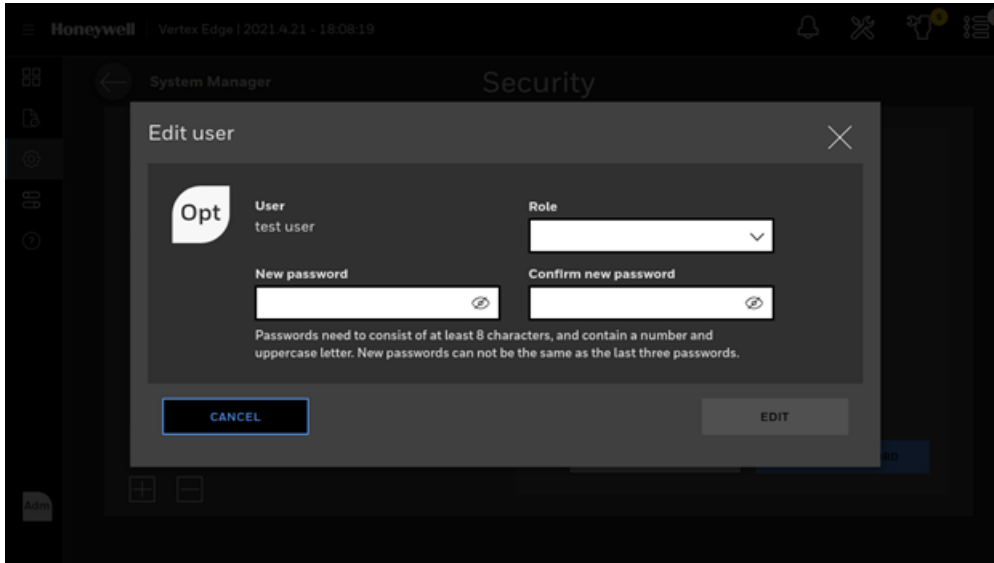 Honeywell Vertex Edge | 2021.4.21 - 18:08:19
System Manager
Security
Edit user
Opt
User
test user
Role
New password
Confirm new password
Passwords need to consist of at least 8 characters, and contain a number and
uppercase letter. New passwords can not be the same as the last three passwords.
CANCEL
EDIT
RD
Adm